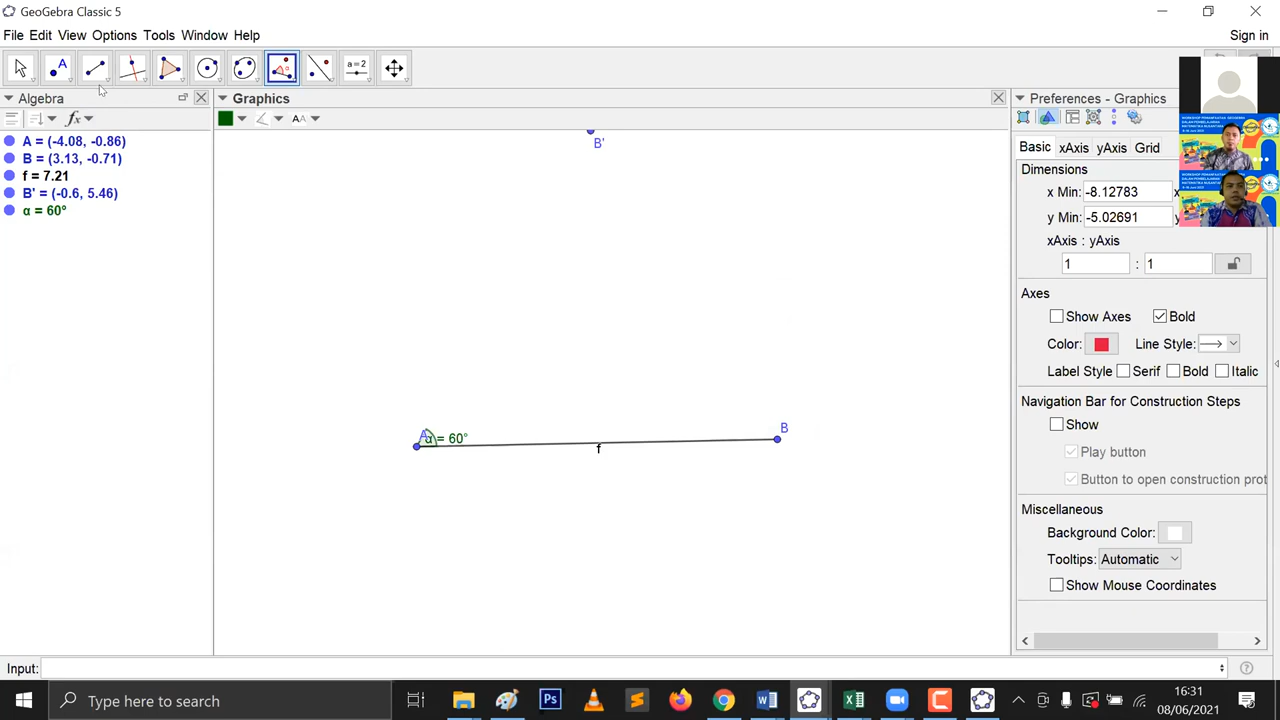 GeoGebra Classic 5
File Edit View Options Tools Window Help
Sign in
A
a=2
Algebra
Graphics
Preferences - Graphics
fx
AA
A = (-4.08, -0.86)
B = (3.13, -0.71)
f = 7.21
B' = (-0.6, 5.46)
α = 60°
B'
A
α = 60°
B
f
Basic xAxis yAxis Grid
Dimensions
x Min: -8.12783
y Min: -5.02691
xAxis : yAxis
1 : 1
Axes
Show Axes Bold
Color: Line Style:
Label Style Serif Bold Italic
Navigation Bar for Construction Steps
Show
Play button
Button to open construction prot
Miscellaneous
Background Color:
Tooltips: Automatic
Show Mouse Coordinates
Input:
Type here to search
Ps
16:31
08/06/2021